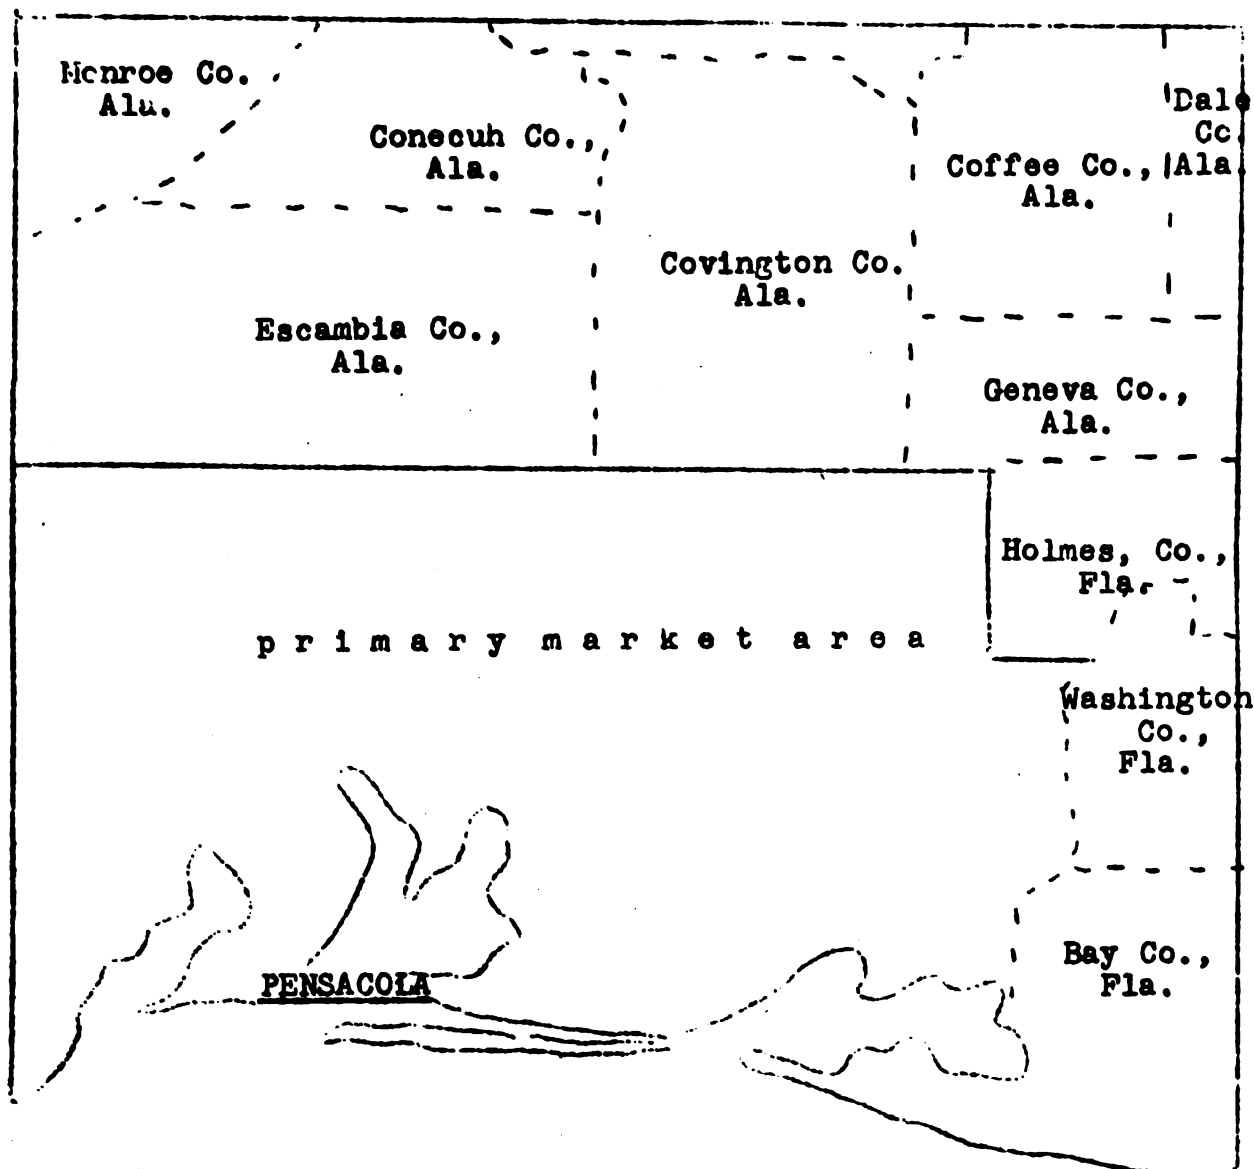 Monroe Co.
Ala.
Conecuh Co.,
Ala.
Dale
Co.
Ala.
Coffee Co.,
Ala.
Covington Co.
Ala.
Escambia Co.,
Ala.
Geneva Co.,
Ala.
Holmes, Co.,
Fla.
primary market area
Washington
Co.,
Fla.
Bay Co.,
Fla.
PENSACOLA